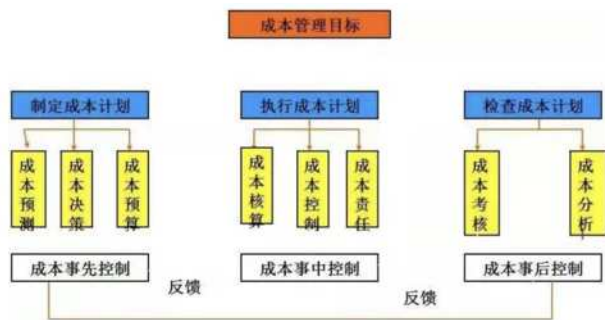 成本管理目标
制定成本计划
执行成本计划
检查成本计划
成本预测
成本决策
成本预算
成本核算
成本控制
成本责任
成本考核
成本分析
成本事先控制
成本事中控制
成本事后控制
反馈
反馈